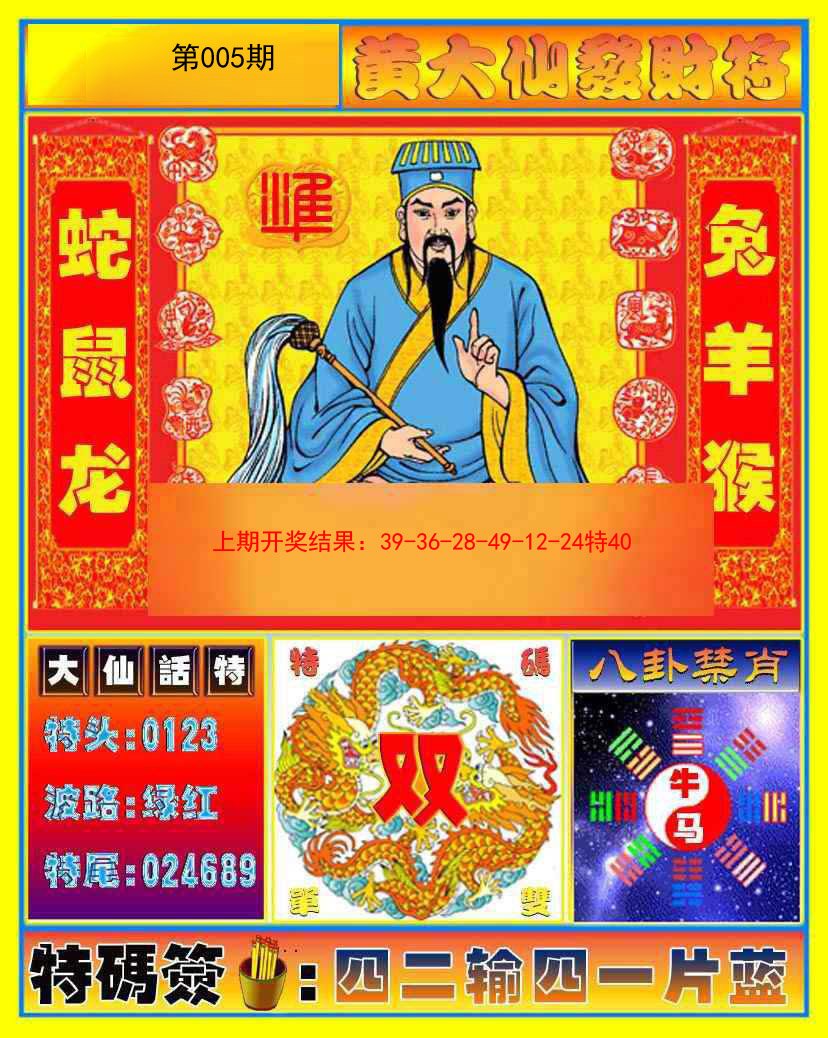 第005期
黄大仙發財符
蛇鼠龙
兔羊猴
上期开奖结果：39-36-28-49-12-24特40
大仙話特
特头:0123
波路:绿红
特尾:024689
特碼
双
單雙
八卦禁肖
牛
马
特碼簽:四二输四一片蓝